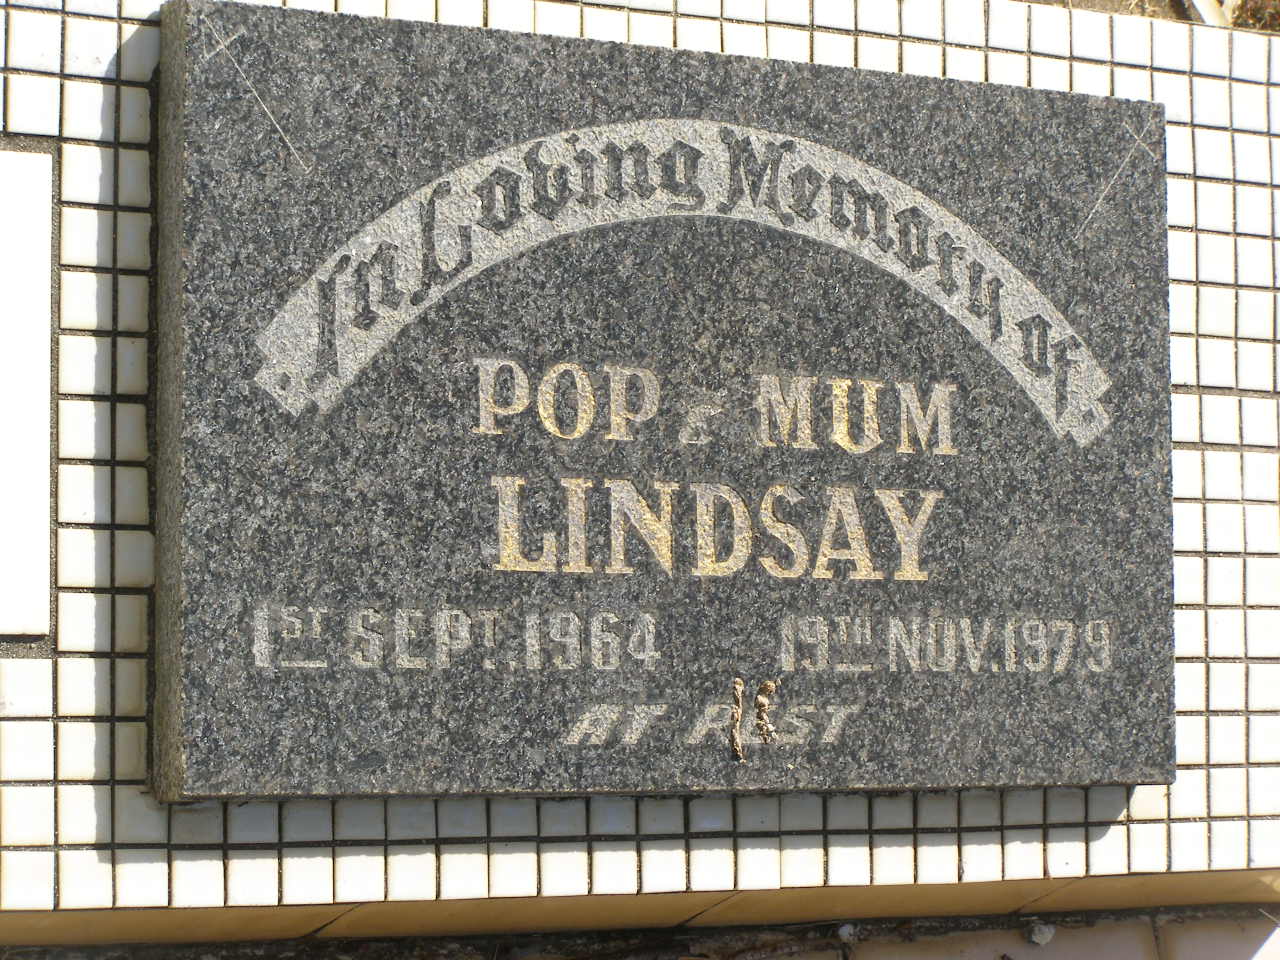 In Loving Memory of
POP & MUM
LINDSAY
1ST SEPT. 1964 19TH NOV. 1979
AT REST